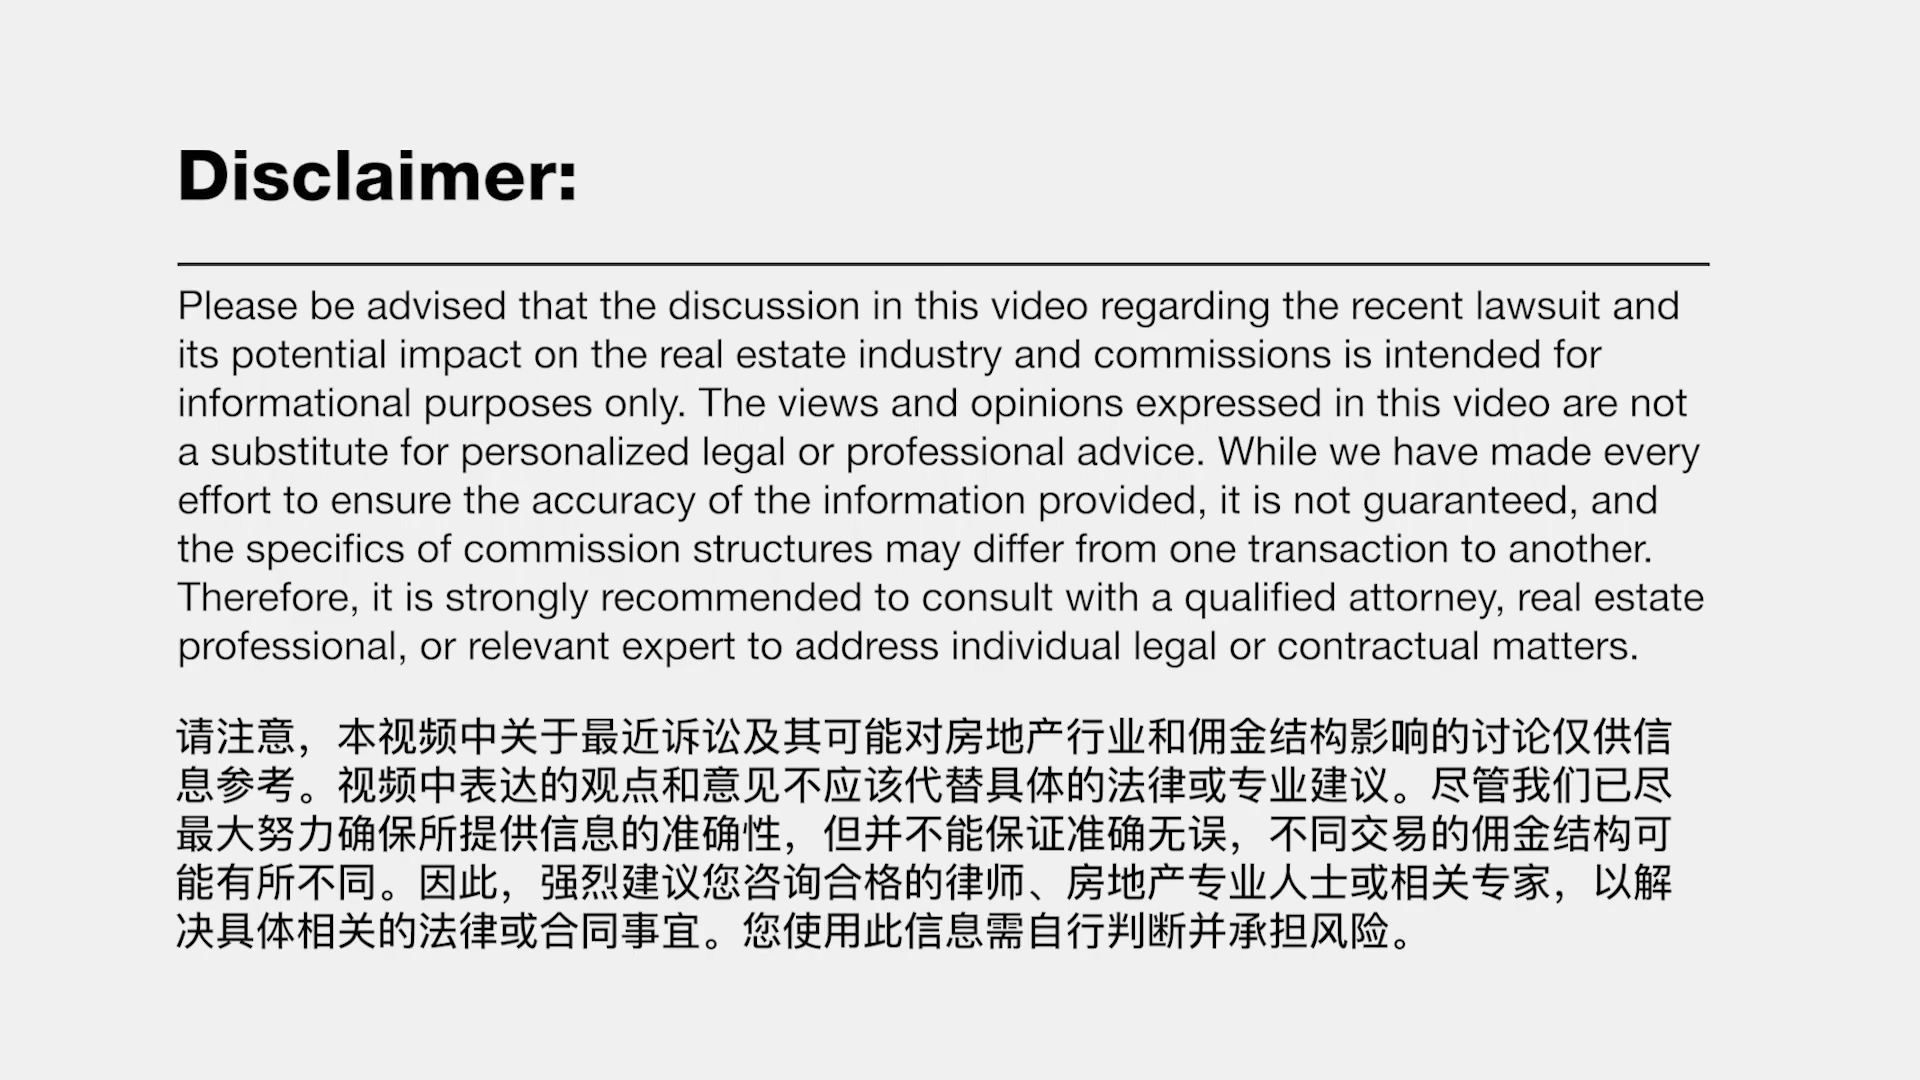 Disclaimer:
Please be advised that the discussion in this video regarding the recent lawsuit and
its potential impact on the real estate industry and commissions is intended for
informational purposes only. The views and opinions expressed in this video are not
a substitute for personalized legal or professional advice. While we have made every
effort to ensure the accuracy of the information provided, it is not guaranteed, and
the specifics of commission structures may differ from one transaction to another.
Therefore, it is strongly recommended to consult with a qualified attorney, real estate
professional, or relevant expert to address individual legal or contractual matters.
请注意，本视频中关于最近诉讼及其可能对房地产行业和佣金结构影响的讨论仅供信
息参考。视频中表达的观点和意见不应该代替具体的法律或专业建议。尽管我们已尽
最大努力确保所提供信息的准确性，但并不能保证准确无误，不同交易的佣金结构可
能有所不同。因此，强烈建议您咨询合格的律师、房地产专业人士或相关专家，以解
决具体相关的法律或合同事宜。您使用此信息需自行判断并承担风险。